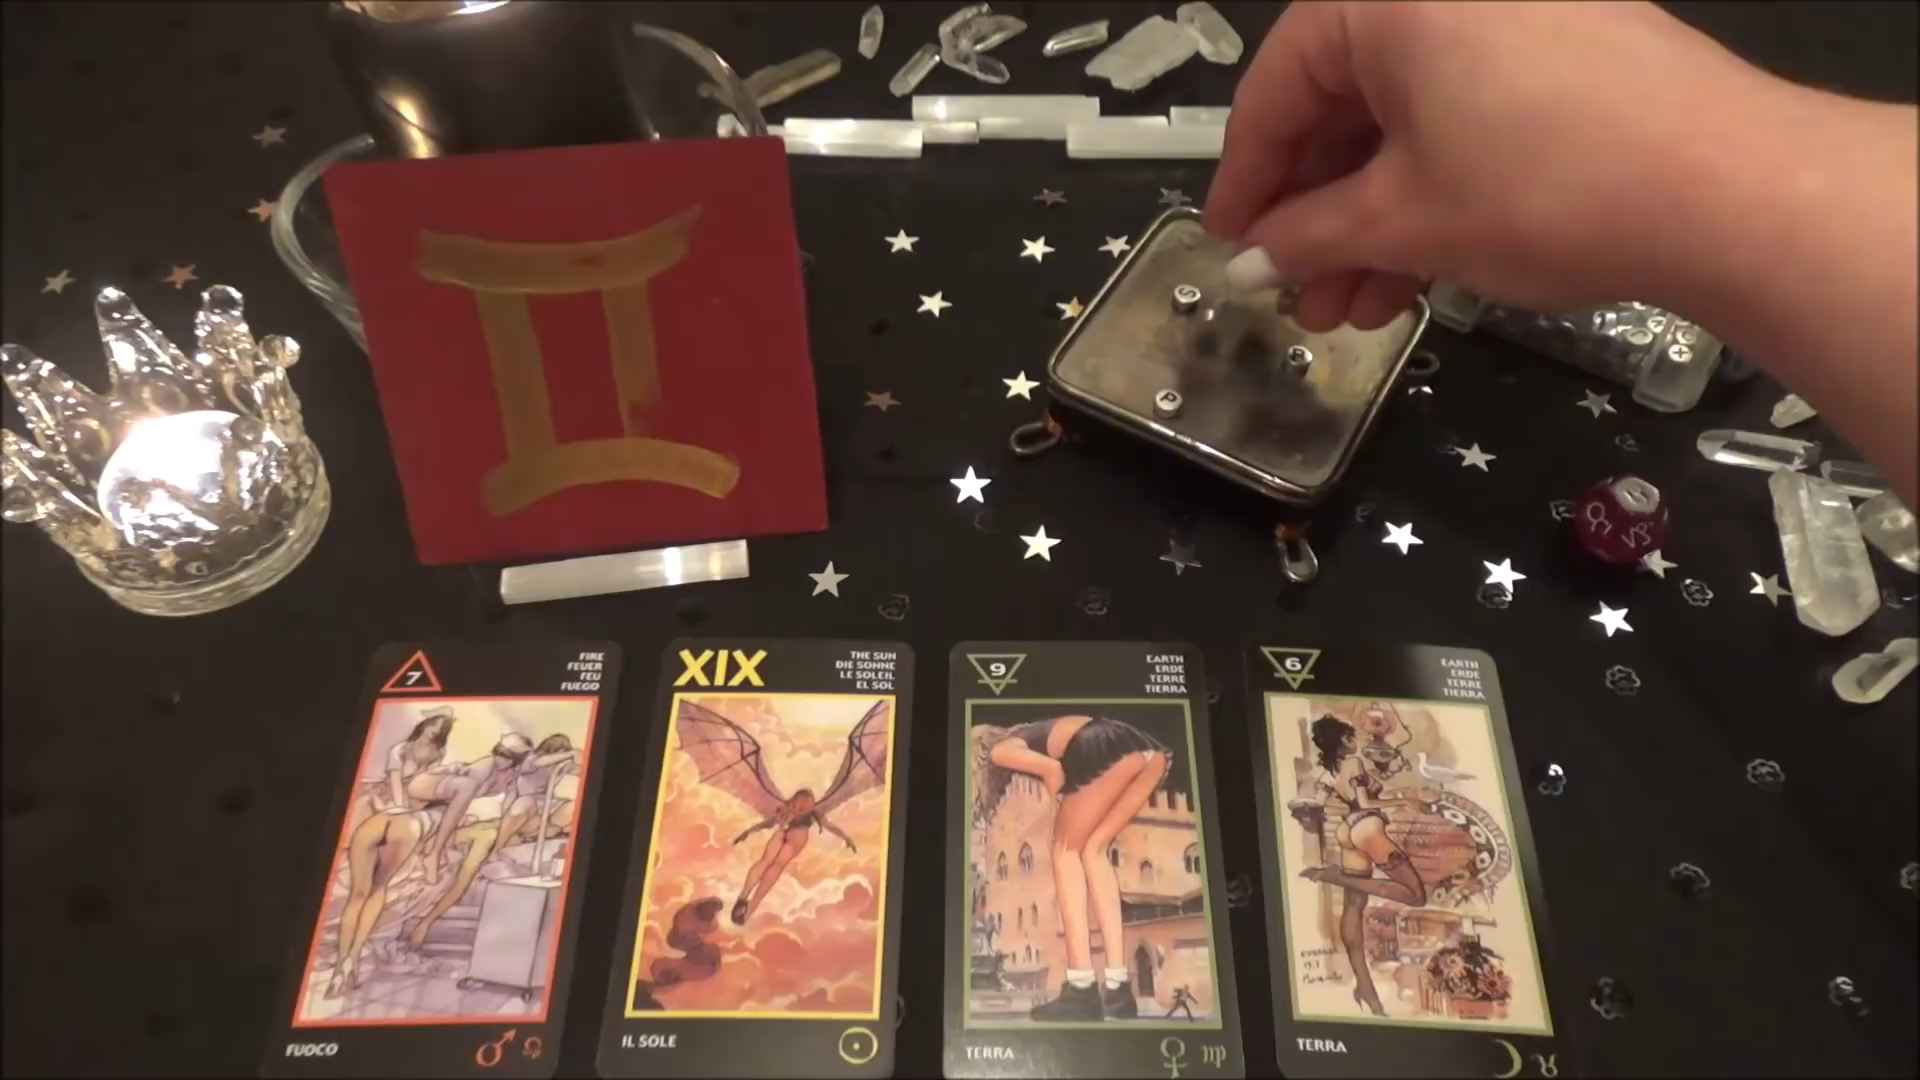 S
R
P
7
FIRE
FEUER
FEU
FUEGO
FUOCO
XIX
THE SUN
DIE SONNE
LE SOLEIL
EL SOL
IL SOLE
9
EARTH
ERDE
TERRE
TIERRA
TERRA
6
EARTH
ERDE
TERRE
TIERRA
TERRA